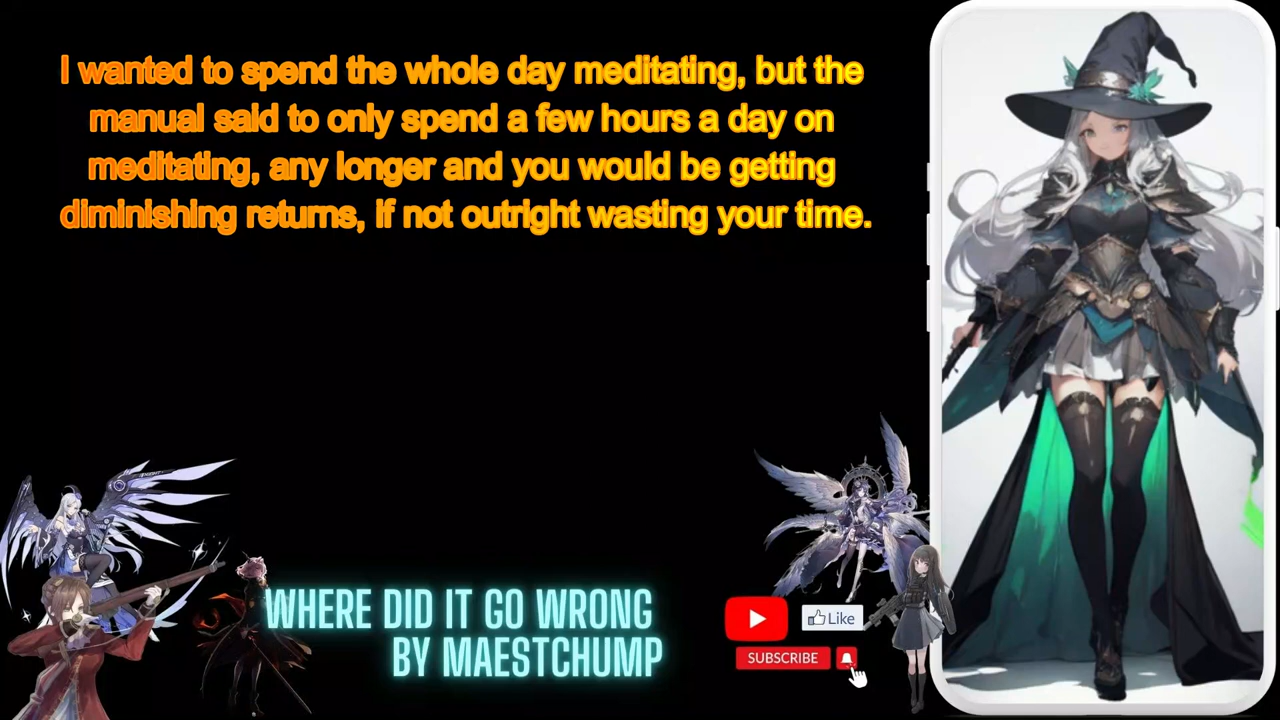 I wanted to spend the whole day meditating, but the
manual said to only spend a few hours a day on
meditating, any longer and you would be getting
diminishing returns, if not outright wasting your time.
WHERE DID IT GO WRONG
BY MAESTCHUMP
Like
SUBSCRIBE